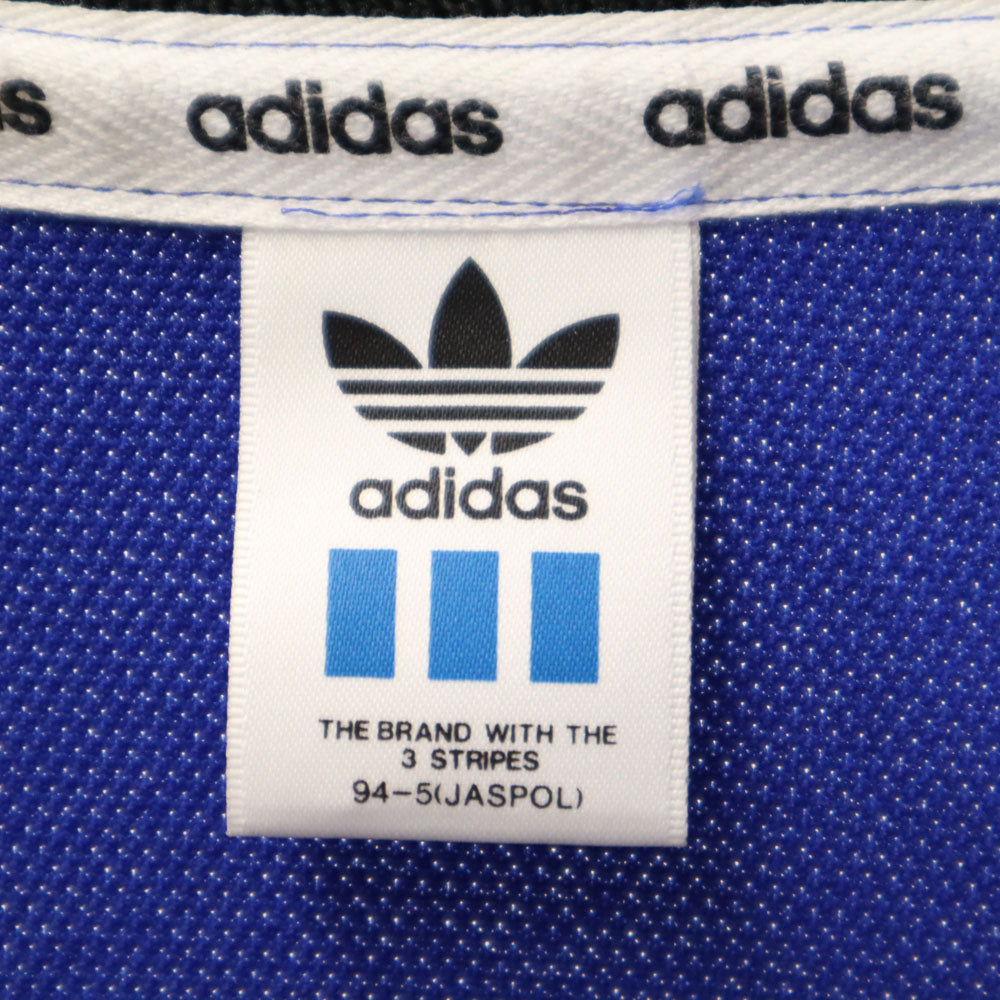 adidas adidas
adidas
THE BRAND WITH THE
3 STRIPES
94-5(JASPOL)